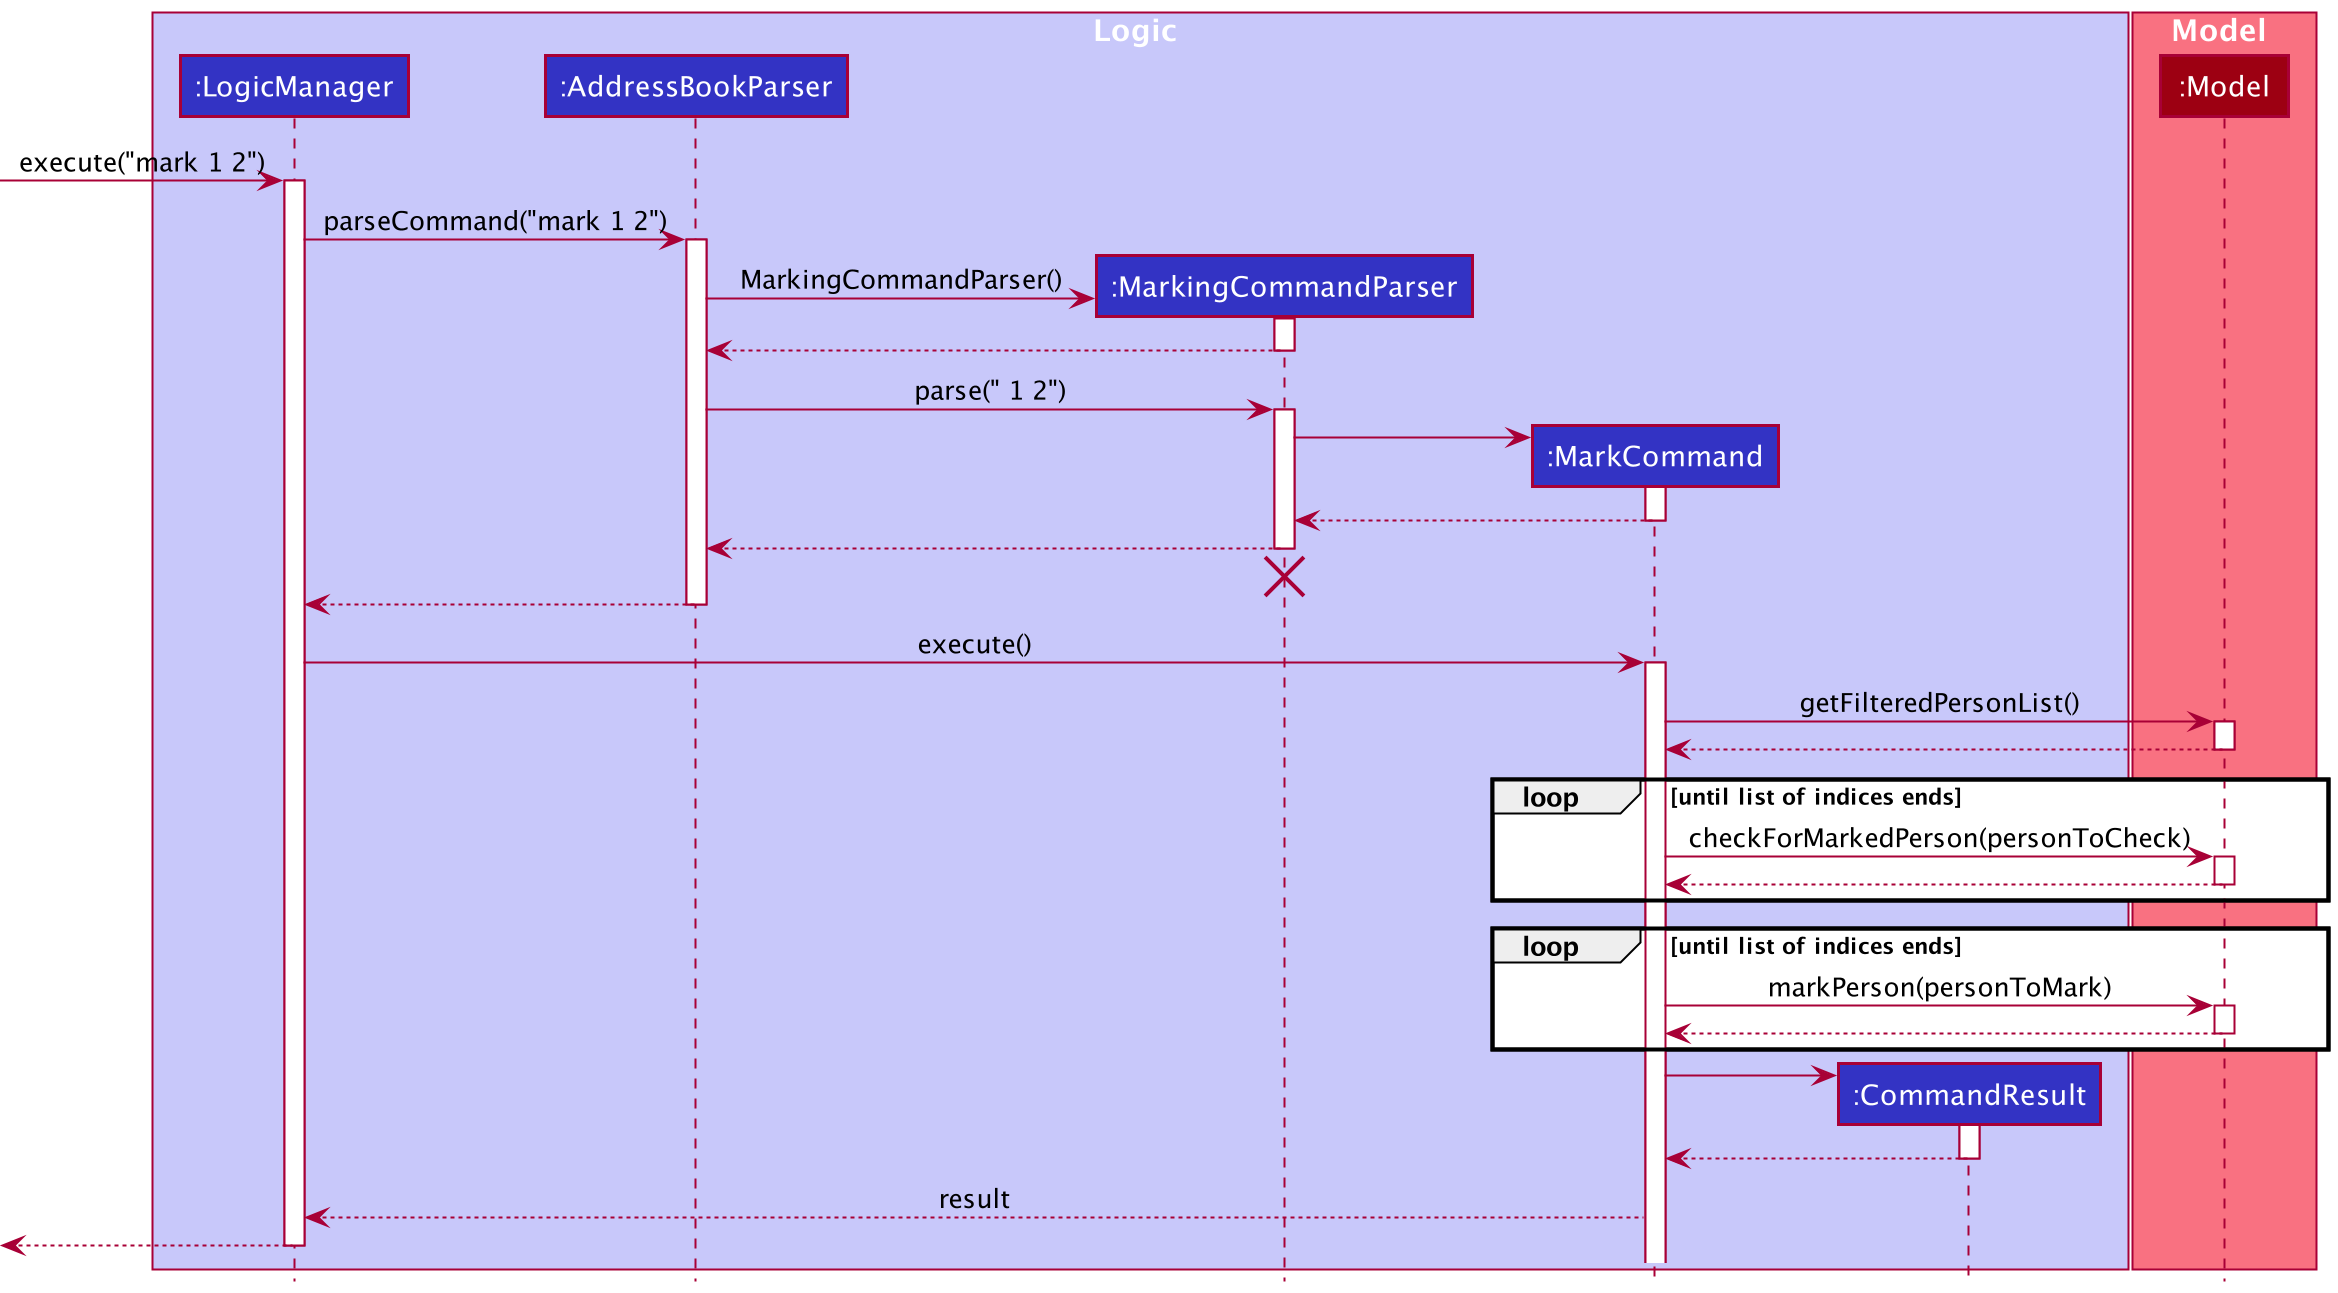 Logic
Model
:LogicManager
:AddressBookParser
:Model
execute("mark 1 2")
parseCommand("mark 1 2")
MarkingCommandParser()
:MarkingCommandParser
parse(" 1 2")
:MarkCommand
execute()
getFilteredPersonList()
loop
[until list of indices ends]
checkForMarkedPerson(personToCheck)
loop
[until list of indices ends]
markPerson(personToMark)
:CommandResult
result